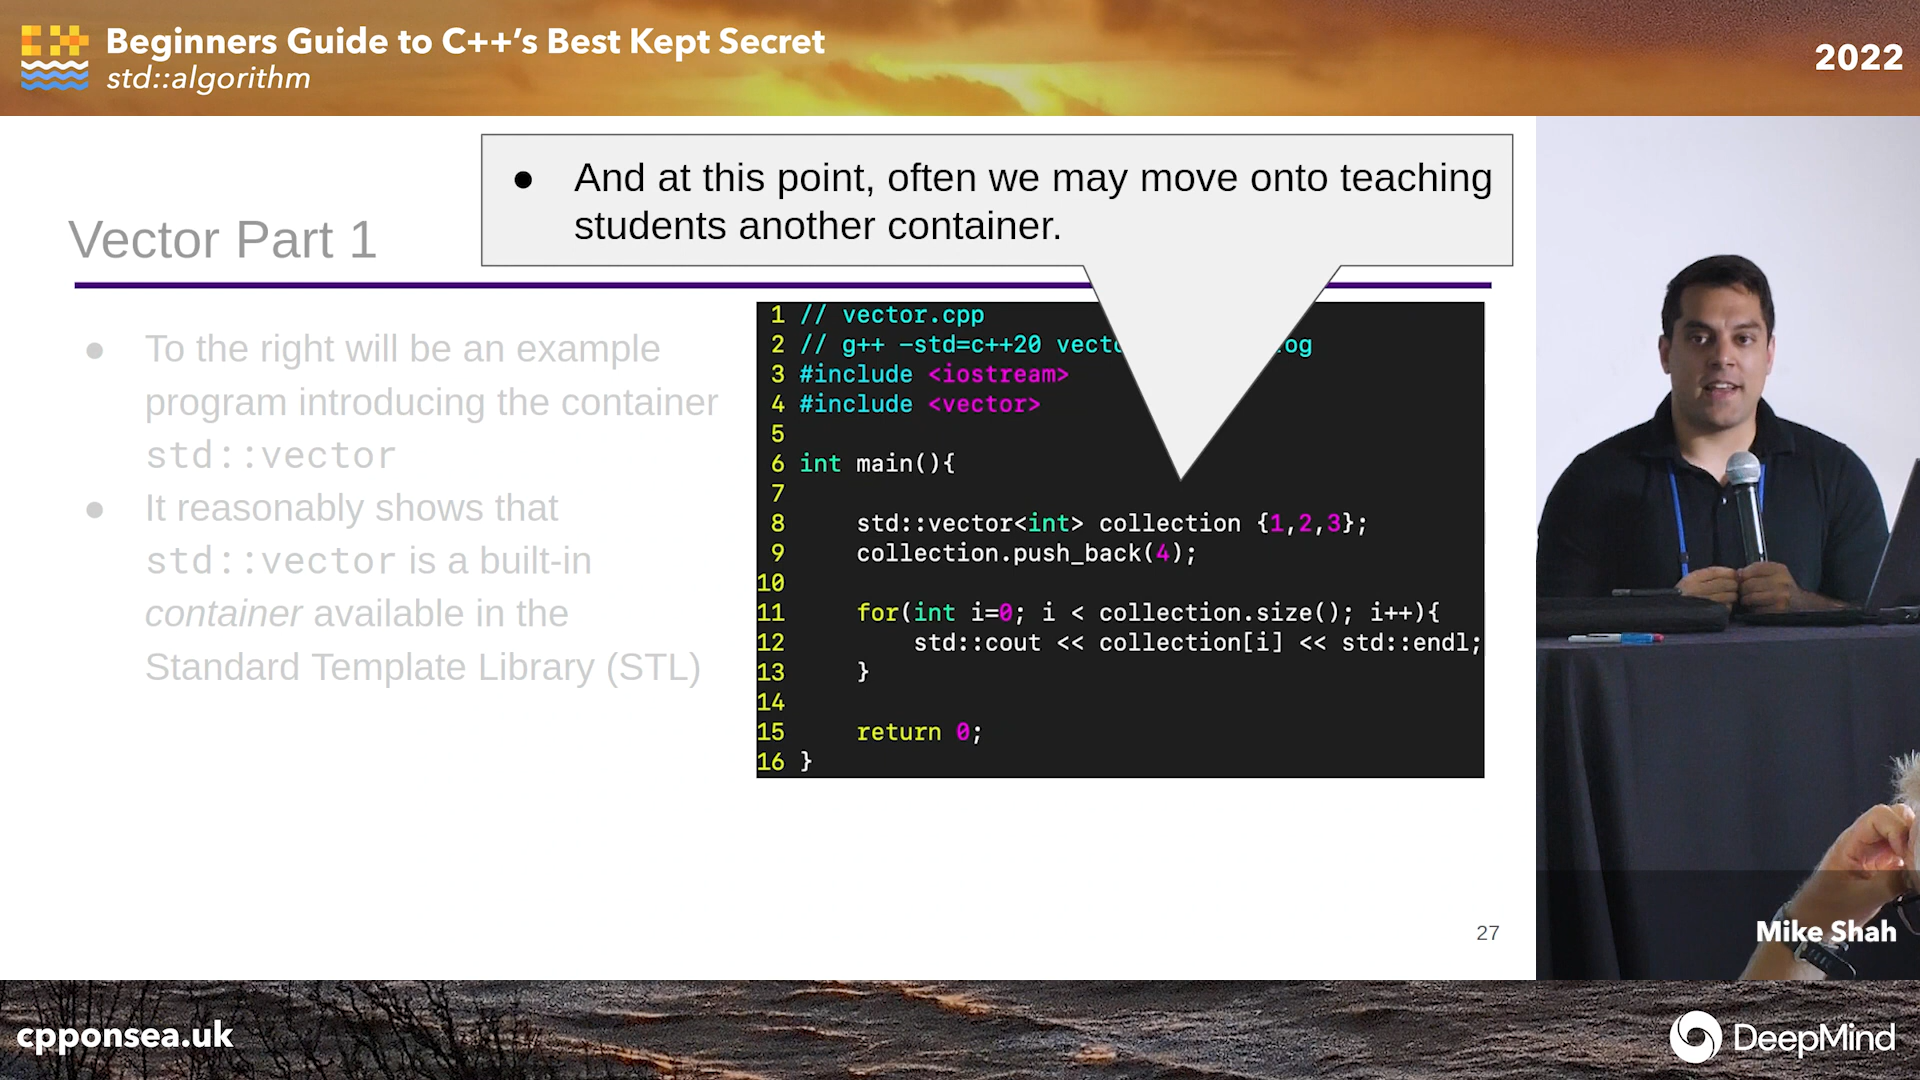 Beginners Guide to C++’s Best Kept Secret
std::algorithm
2022
● And at this point, often we may move onto teaching
students another container.
Vector Part 1
● To the right will be an example
program introducing the container
std::vector
● It reasonably shows that
std::vector is a built-in
container available in the
Standard Template Library (STL)
1 // vector.cpp
2 // g++ -std=c++20 og
3 #include <iostream>
4 #include <vector>
5
6 int main(){
7
8 std::vector<int> collection {1,2,3};
9 collection.push_back(4);
10
11 for(int i=0; i < collection.size(); i++){
12 std::cout << collection[i] << std::endl;
13 }
14
15 return 0;
16 }
27
Mike Shah
cpponsea.uk
DeepMind